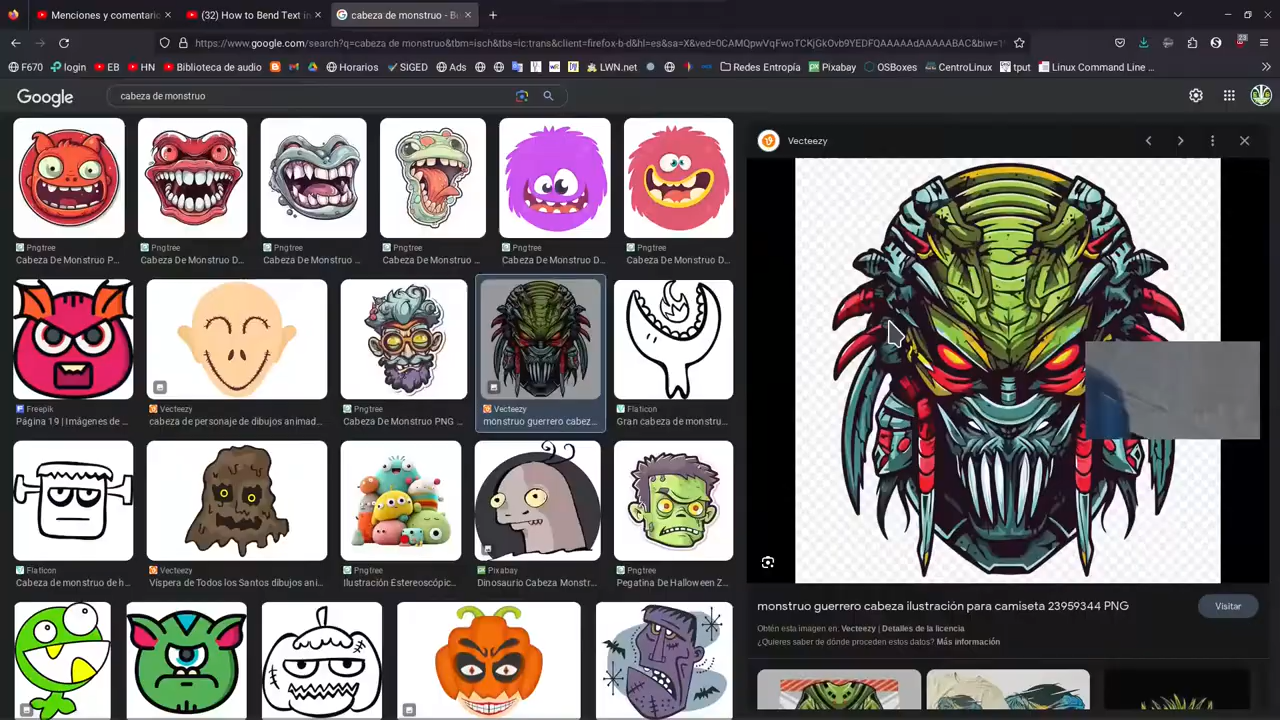 Menciones y comentario
(32) How to Bend Text in
cabeza de monstruo - Bu
https://www.google.com/search?q=cabeza de monstruo&tbm=isch&tbs=ic:trans&client=firefox-b-d&hl=es&sa=X&ved=
F670
login
EB
HN
Biblioteca de audio
Horarios
SIGED
Ads
LWN.net
Redes Entropía
Pixabay
OSBoxes
CentroLinux
tput
Linux Command Line ...
Google
cabeza de monstruo
Vecteezy
Pngtree
Cabeza De Monstruo P...
Pngtree
Cabeza De Monstruo D...
Pngtree
Cabeza De Monstruo ...
Pngtree
Cabeza De Monstruo ...
Pngtree
Cabeza De Monstruo D...
Pngtree
Cabeza De Monstruo D...
Freepik
Página 19 | Imágenes de ...
Vecteezy
cabeza de personaje de dibujos animad...
Pngtree
Cabeza De Monstruo PNG ...
Vecteezy
monstruo guerrero cabez...
Flaticon
Gran cabeza de monstru...
Flaticon
Cabeza de monstruo de h...
Vecteezy
Víspera de Todos los Santos dibujos ani...
Pngtree
Ilustración Estereoscópic...
Pixabay
Dinosaurio Cabeza Monstr...
Pngtree
Pegatina De Halloween Z...
monstruo guerrero cabeza ilustración para camiseta 23959344 PNG
Visitar
Obtén esta imagen en: Vecteezy | Detalles de la licencia
¿Quieres saber de dónde proceden estos datos? Más información